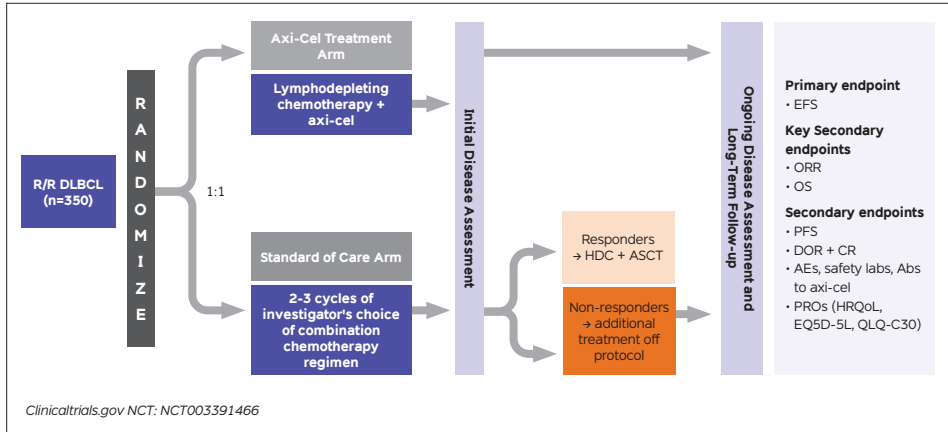 R/R DLBCL
(n=350)
RANDOMIZE
1:1
Axi-Cel Treatment
Arm
Lymphodepleting
chemotherapy +
axi-cel
Standard of Care Arm
2-3 cycles of
investigator's choice
of combination
chemotherapy
regimen
Initial Disease Assessment
Responders
→ HDC + ASCT
Non-responders
→ additional
treatment off
protocol
Ongoing Disease Assessment and
Long-Term Follow-up
Primary endpoint
• EFS
Key Secondary
endpoints
• ORR
• OS
Secondary endpoints
• PFS
• DOR + CR
• AEs, safety labs, Abs
to axi-cel
• PROs (HRQoL,
EQ5D-5L, QLQ-C30)
Clinicaltrials.gov NCT: NCT003391466